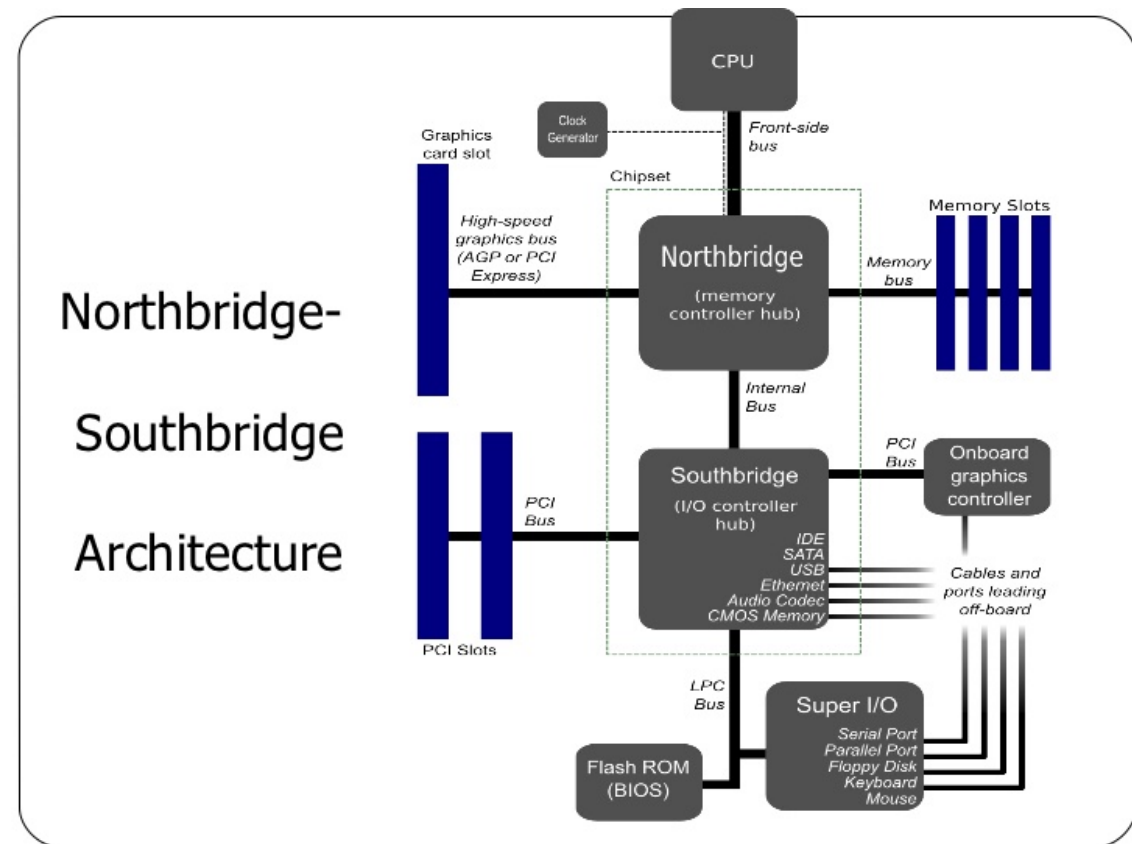 Northbridge-
Southbridge
Architecture
CPU
Clock
Generator
Front-side
bus
Graphics
card slot
Chipset
High-speed
graphics bus
(AGP or PCI
Express)
Northbridge
(memory
controller hub)
Memory
bus
Memory Slots
Internal
Bus
PCI
Bus
Southbridge
(I/O controller
hub)
IDE
SATA
USB
Ethernet
Audio Codec
CMOS Memory
PCI
Bus
Onboard
graphics
controller
Cables and
ports leading
off-board
PCI Slots
LPC
Bus
Super I/O
Serial Port
Parallel Port
Floppy Disk
Keyboard
Mouse
Flash ROM
(BIOS)